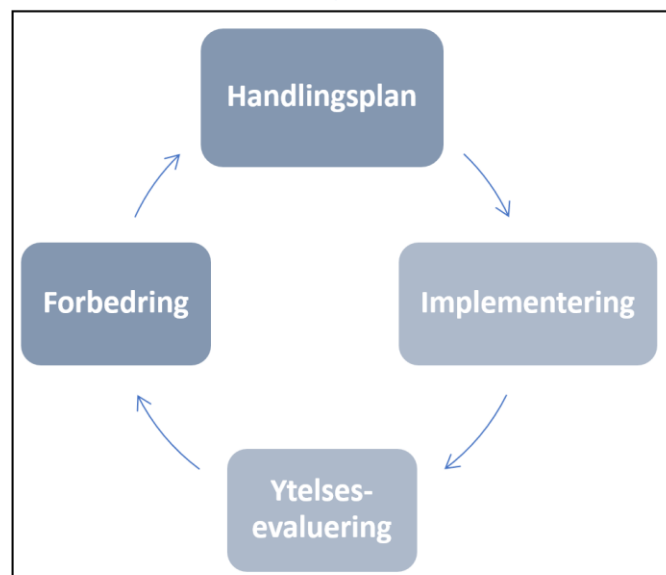 Handlingsplan
Forbedring
Implementering
Ytelses-
evaluering